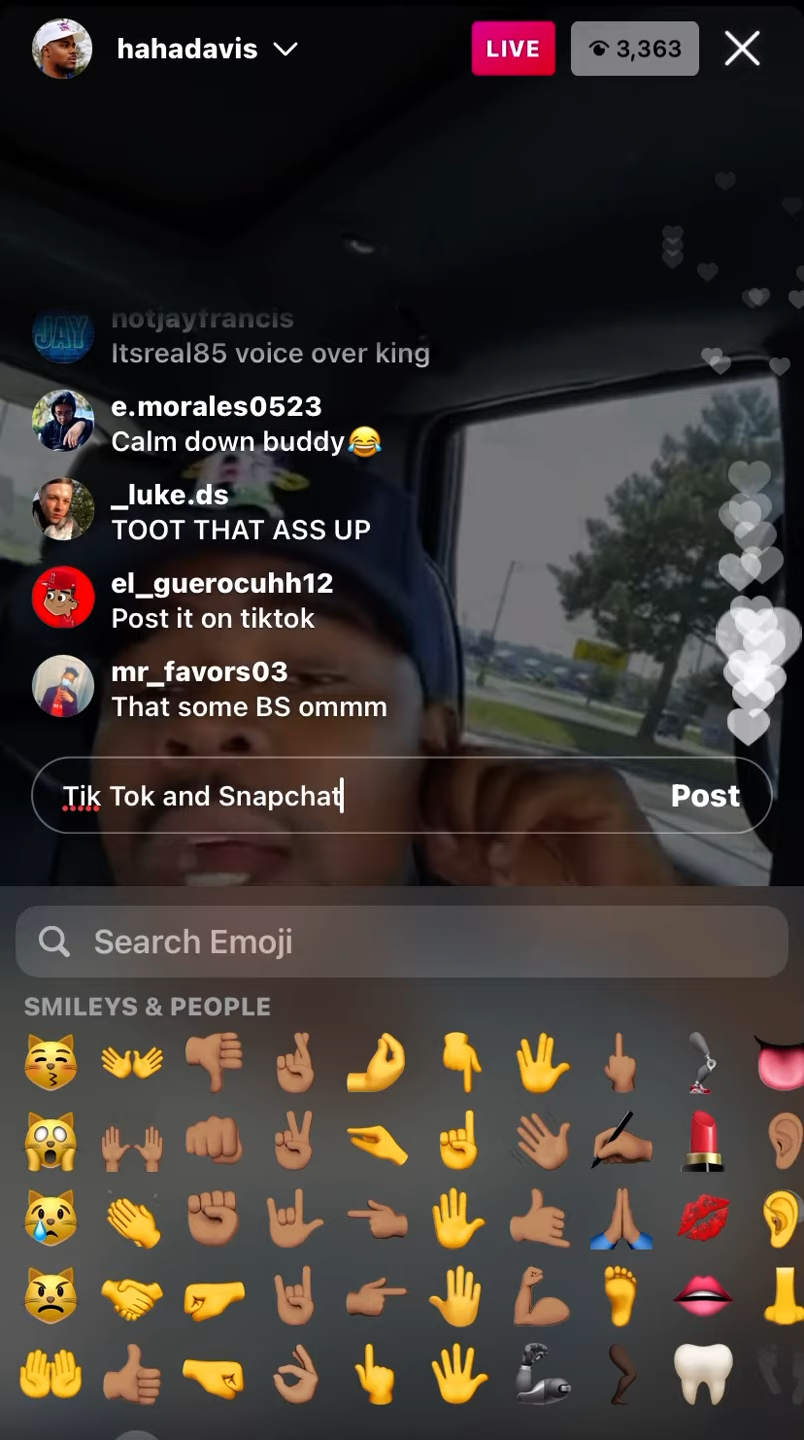 hahadavis
LIVE
3,363
JAY
notjayfrancis
Itsreal85 voice over king
e.morales0523
Calm down buddy😂
_luke.ds
TOOT THAT ASS UP
el_guerocuhh12
Post it on tiktok
mr_favors03
That some BS ommm
Tik Tok and Snapchat
Post
Search Emoji
SMILEYS & PEOPLE